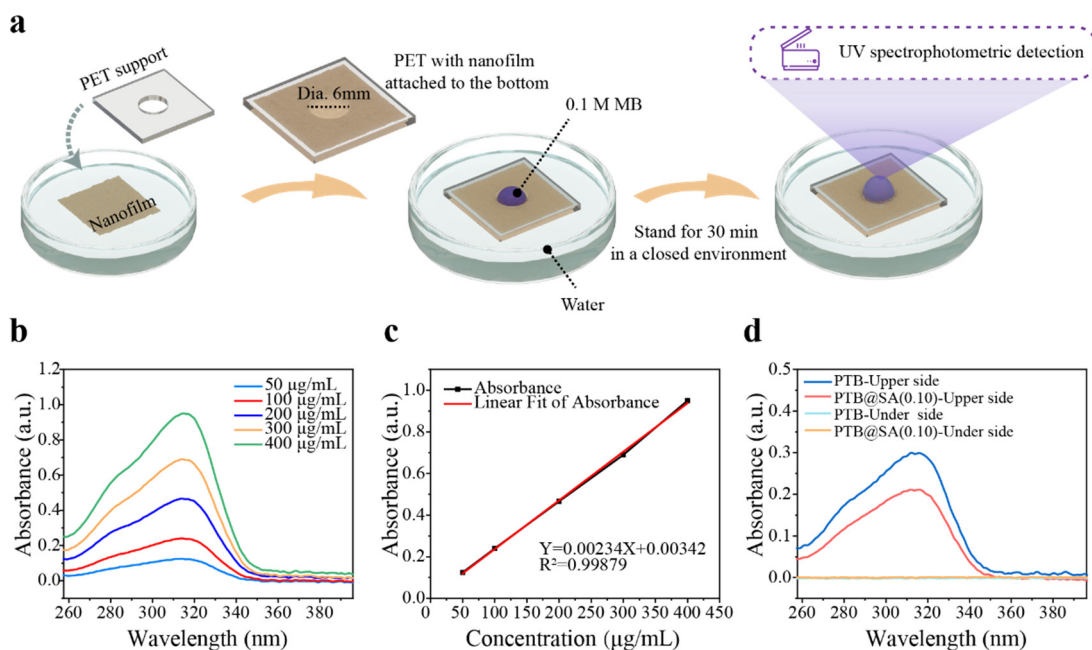 a
PET support
Nanofilm
Dia. 6mm
PET with nanofilm
attached to the bottom
0.1 M MB
Water
Stand for 30 min
in a closed environment
UV spectrophotometric detection
b
Absorbance (a.u.)
1.2
1.0
0.8
0.6
0.4
0.2
0.0
50 μg/mL
100 μg/mL
200 μg/mL
300 μg/mL
400 μg/mL
260 280 300 320 340 360 380
Wavelength (nm)
c
Absorbance (a.u.)
1.0
0.8
0.6
0.4
0.2
0.0
Absorbance
Linear Fit of Absorbance
Y=0.00234X+0.00342
R²=0.99879
0 50 100 150 200 250 300 350 400 450
Concentration (μg/mL)
d
Absorbance (a.u.)
0.5
0.4
0.3
0.2
0.1
0.0
PTB-Upper side
PTB@SA(0.10)-Upper side
PTB-Under side
PTB@SA(0.10)-Under side
260 280 300 320 340 360 380
Wavelength (nm)